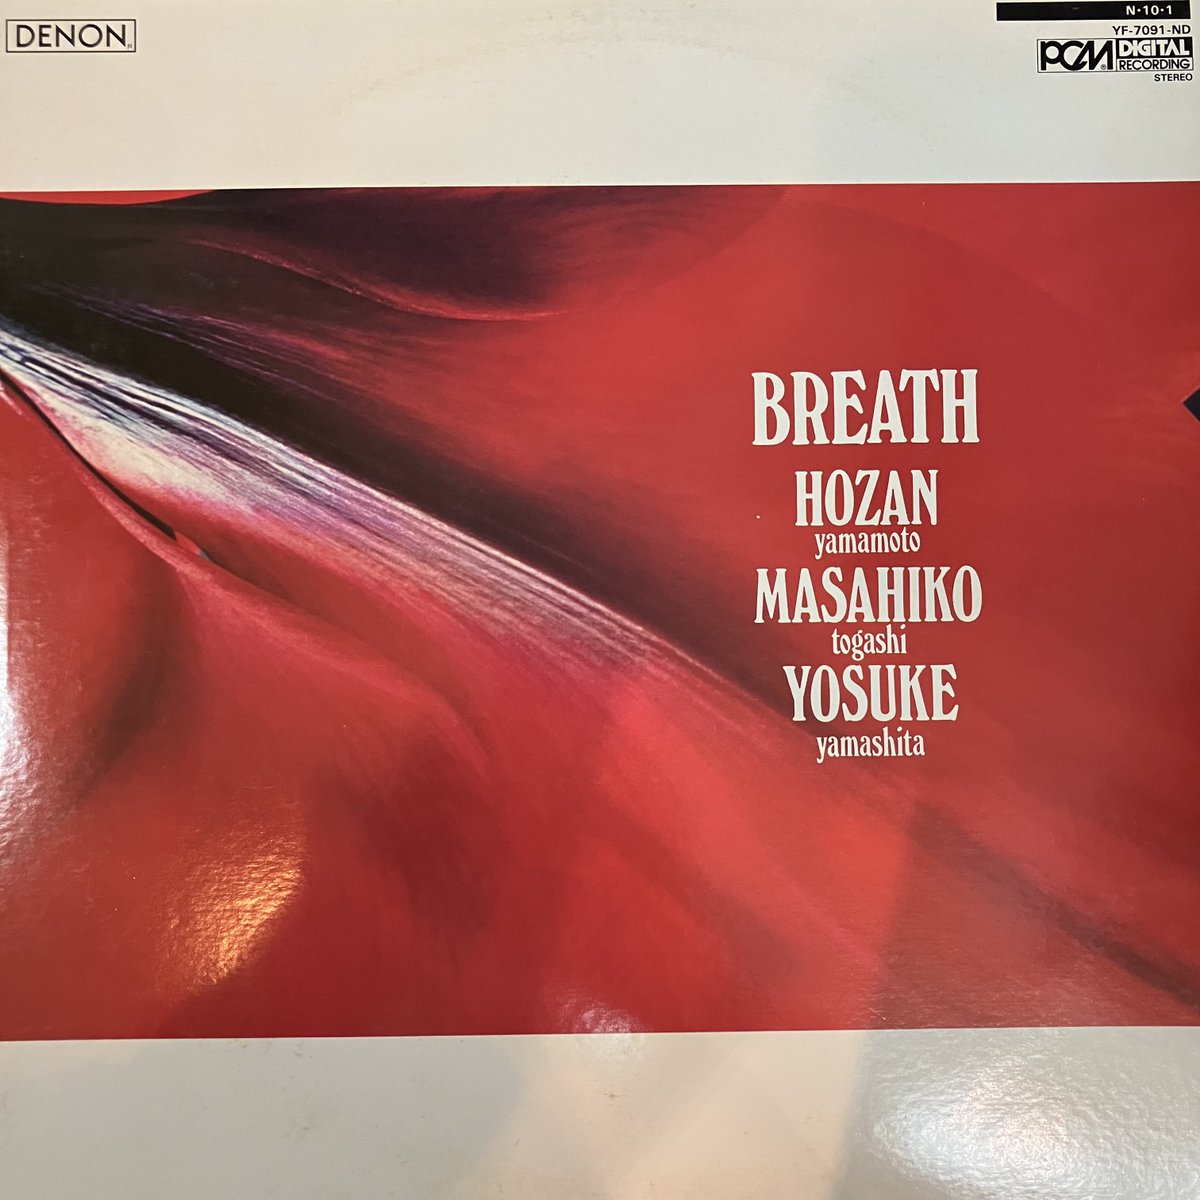 DENON
N·10·1
YF-7091-ND
PCM DIGITAL
RECORDING
STEREO
BREATH
HOZAN
yamamoto
MASAHIKO
togashi
YOSUKE
yamashita